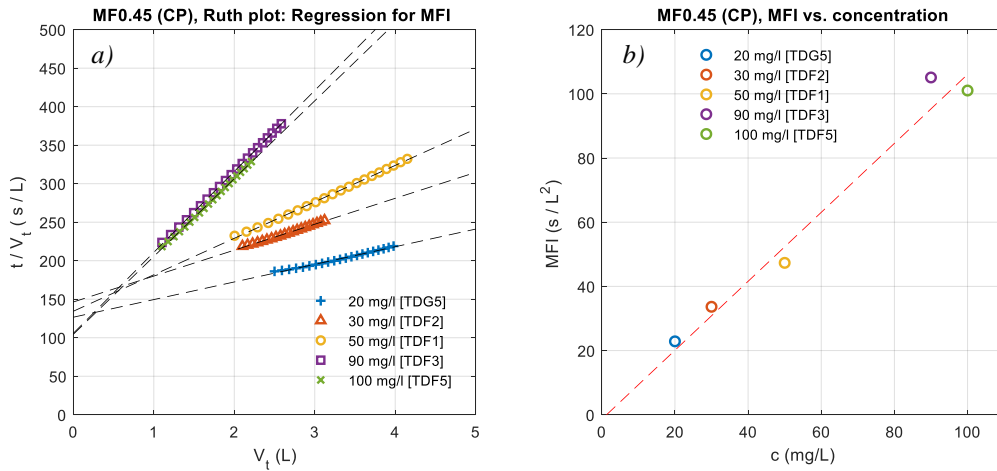 MF0.45 (CP), Ruth plot: Regression for MFI
a)
500
450
400
350
300
250
200
150
100
50
0
t / V_t ( s / L)
20 mg/l [TDG5]
30 mg/l [TDF2]
50 mg/l [TDF1]
90 mg/l [TDF3]
100 mg/l [TDF5]
0 1 2 3 4 5
V_t (L)
MF0.45 (CP), MFI vs. concentration
b)
120
100
80
60
40
20
0
MFI (s / L²)
20 mg/l [TDG5]
30 mg/l [TDF2]
50 mg/l [TDF1]
90 mg/l [TDF3]
100 mg/l [TDF5]
0 20 40 60 80 100
c (mg/L)